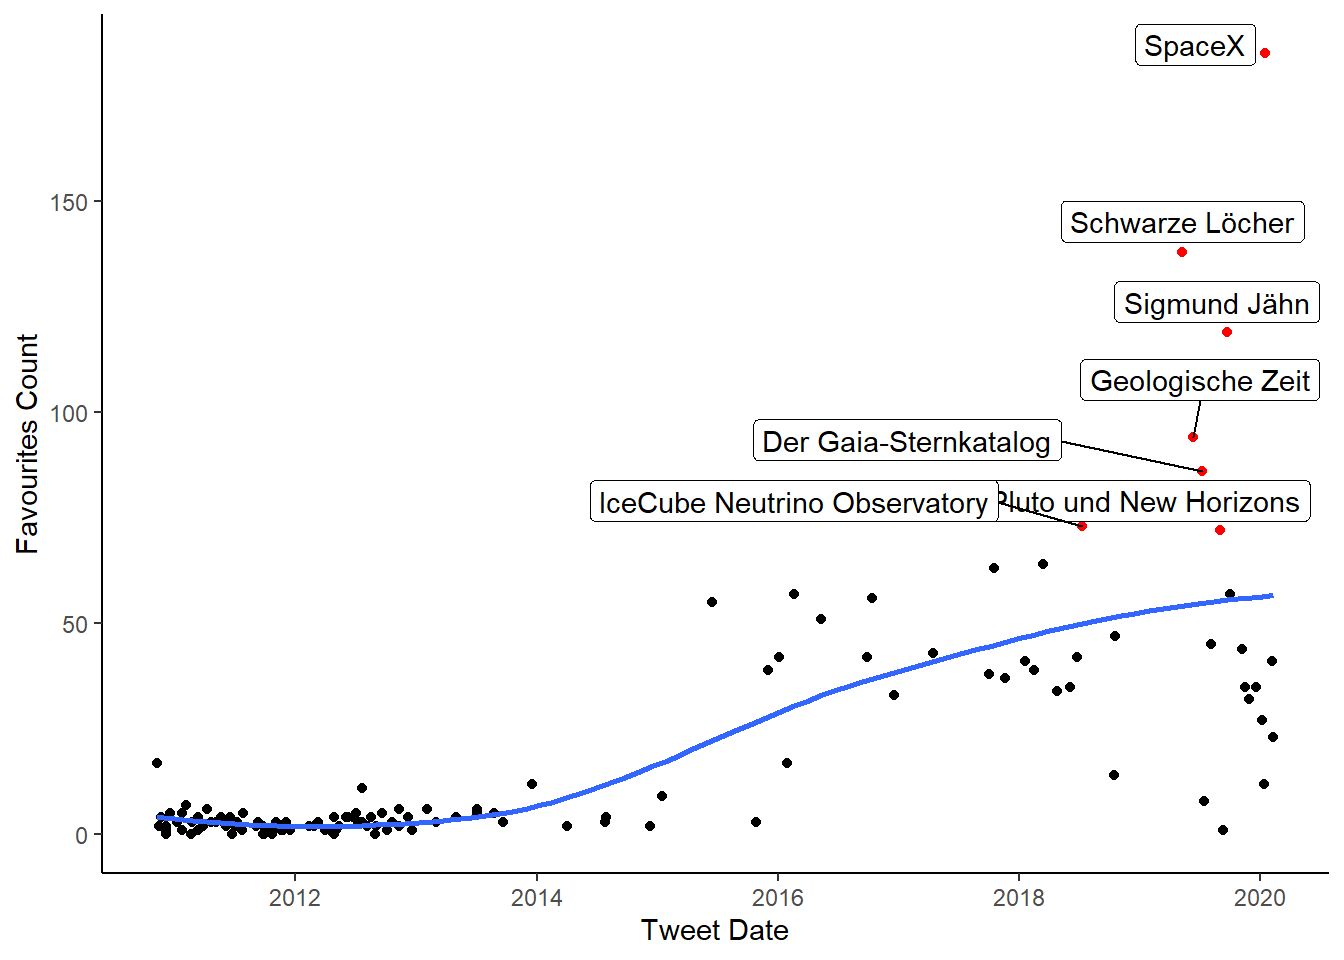 SpaceX
150
Schwarze Löcher
Sigmund Jähn
Geologische Zeit
100
Der Gaia-Sternkatalog
IceCube Neutrino Observatory
Pluto und New Horizons
50
0
Favourites Count
2012 2014 2016 2018 2020
Tweet Date